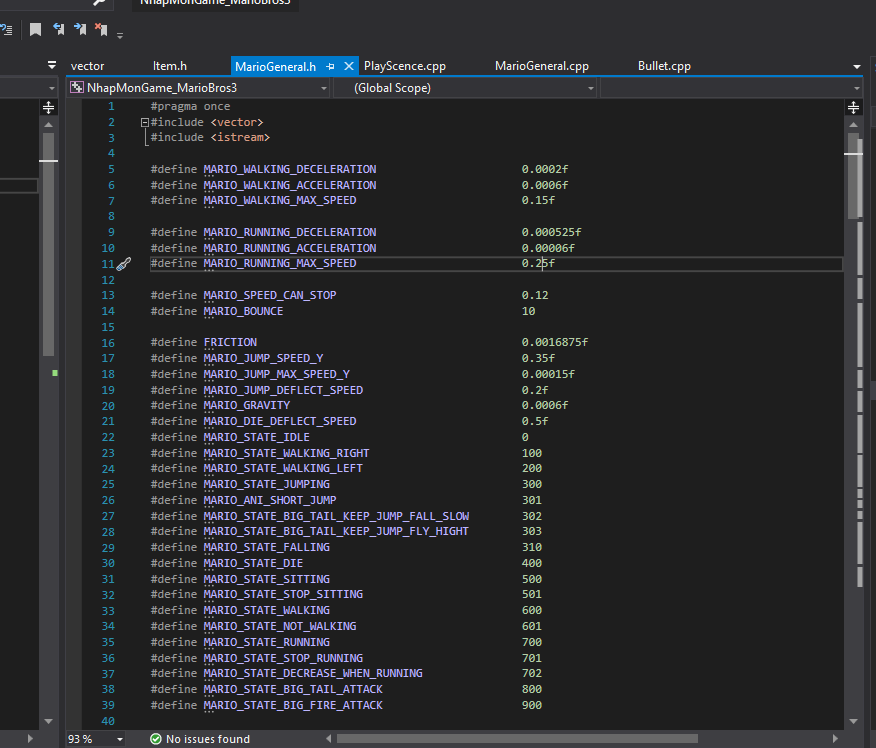 NhapMonGame_MarioBros3
vector Item.h MarioGeneral.h PlayScence.cpp MarioGeneral.cpp Bullet.cpp
NhapMonGame_MarioBros3 (Global Scope)
1 #pragma once
2 #include <vector>
3 #include <istream>
4
5 #define MARIO_WALKING_DECELERATION 0.0002f
6 #define MARIO_WALKING_ACCELERATION 0.0006f
7 #define MARIO_WALKING_MAX_SPEED 0.15f
8
9 #define MARIO_RUNNING_DECELERATION 0.000525f
10 #define MARIO_RUNNING_ACCELERATION 0.00006f
11 #define MARIO_RUNNING_MAX_SPEED 0.25f
12
13 #define MARIO_SPEED_CAN_STOP 0.12
14 #define MARIO_BOUNCE 10
15
16 #define FRICTION 0.0016875f
17 #define MARIO_JUMP_SPEED_Y 0.35f
18 #define MARIO_JUMP_MAX_SPEED_Y 0.00015f
19 #define MARIO_JUMP_DEFLECT_SPEED 0.2f
20 #define MARIO_GRAVITY 0.0006f
21 #define MARIO_DIE_DEFLECT_SPEED 0.5f
22 #define MARIO_STATE_IDLE 0
23 #define MARIO_STATE_WALKING_RIGHT 100
24 #define MARIO_STATE_WALKING_LEFT 200
25 #define MARIO_STATE_JUMPING 300
26 #define MARIO_ANI_SHORT_JUMP 301
27 #define MARIO_STATE_BIG_TAIL_KEEP_JUMP_FALL_SLOW 302
28 #define MARIO_STATE_BIG_TAIL_KEEP_JUMP_FLY_HIGHT 303
29 #define MARIO_STATE_FALLING 310
30 #define MARIO_STATE_DIE 400
31 #define MARIO_STATE_SITTING 500
32 #define MARIO_STATE_STOP_SITTING 501
33 #define MARIO_STATE_WALKING 600
34 #define MARIO_STATE_NOT_WALKING 601
35 #define MARIO_STATE_RUNNING 700
36 #define MARIO_STATE_STOP_RUNNING 701
37 #define MARIO_STATE_DECREASE_WHEN_RUNNING 702
38 #define MARIO_STATE_BIG_TAIL_ATTACK 800
39 #define MARIO_STATE_BIG_FIRE_ATTACK 900
40
93 % No issues found